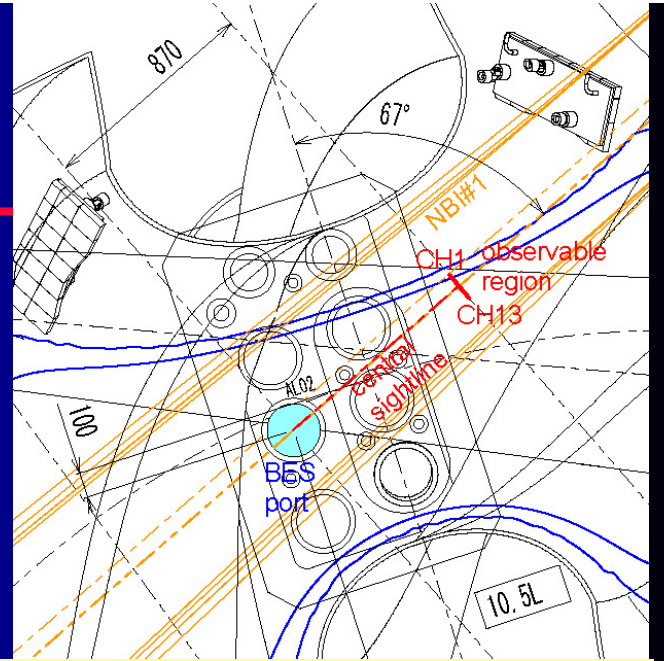 870
67°
NBI#1
CH1 observable
region
CH13
central
sightline
AL02
100
BES
port
10.5L